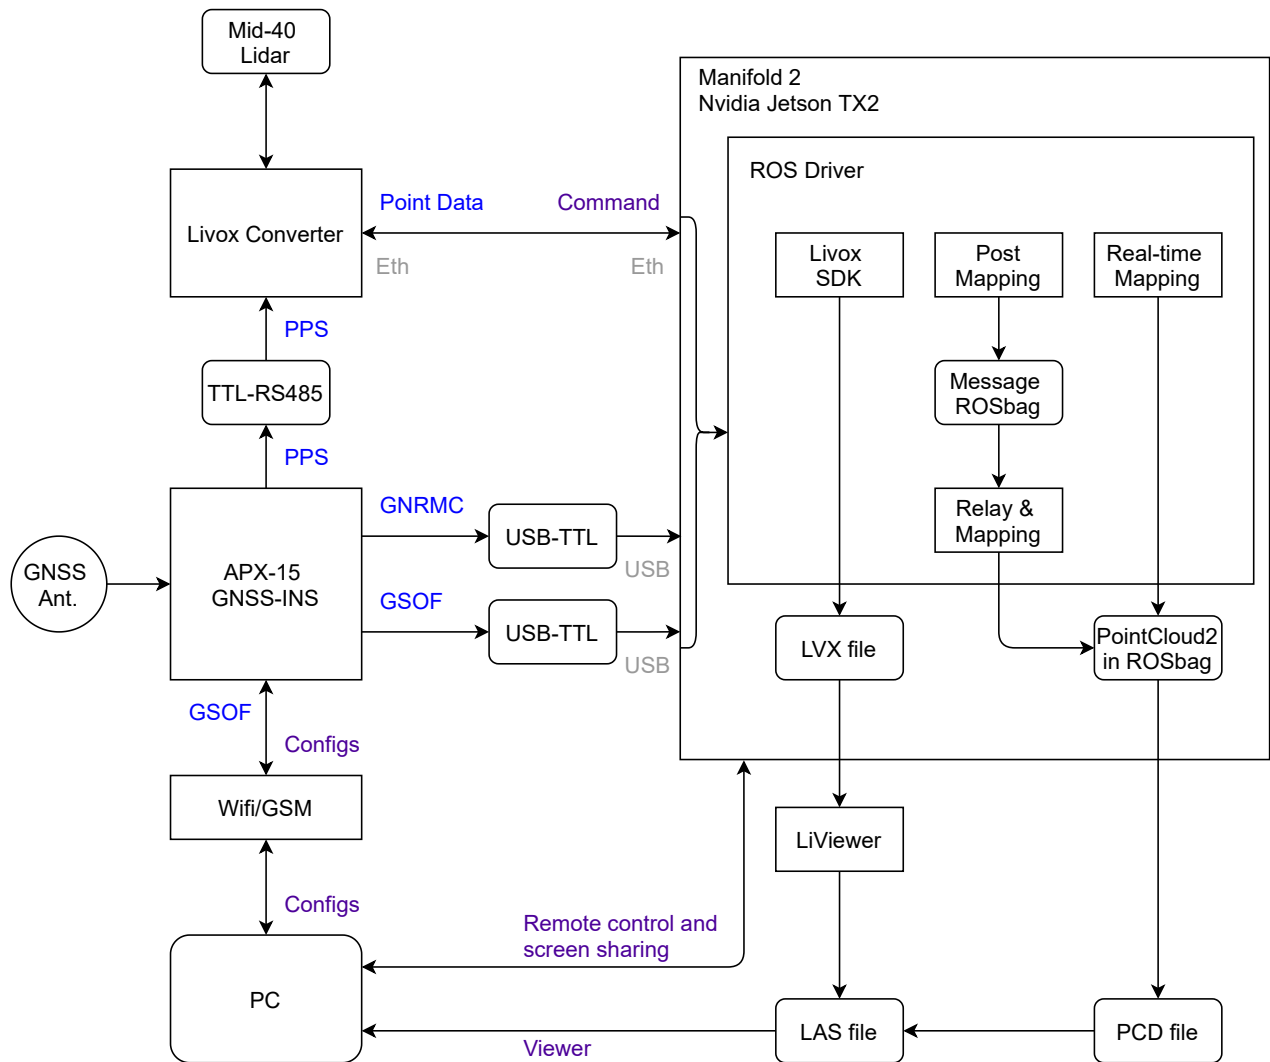 Mid-40
Lidar
Manifold 2
Nvidia Jetson TX2
ROS Driver
Point Data
Command
Livox Converter
Eth
Eth
Livox
SDK
Post
Mapping
Real-time
Mapping
PPS
TTL-RS485
Message
ROSbag
PPS
GNRMC
USB-TTL
USB
Relay &
Mapping
GNSS
Ant.
APX-15
GNSS-INS
GSOF
USB-TTL
USB
LVX file
PointCloud2
in ROSbag
GSOF
Configs
Wifi/GSM
LiViewer
Configs
Remote control and
screen sharing
PC
LAS file
PCD file
Viewer